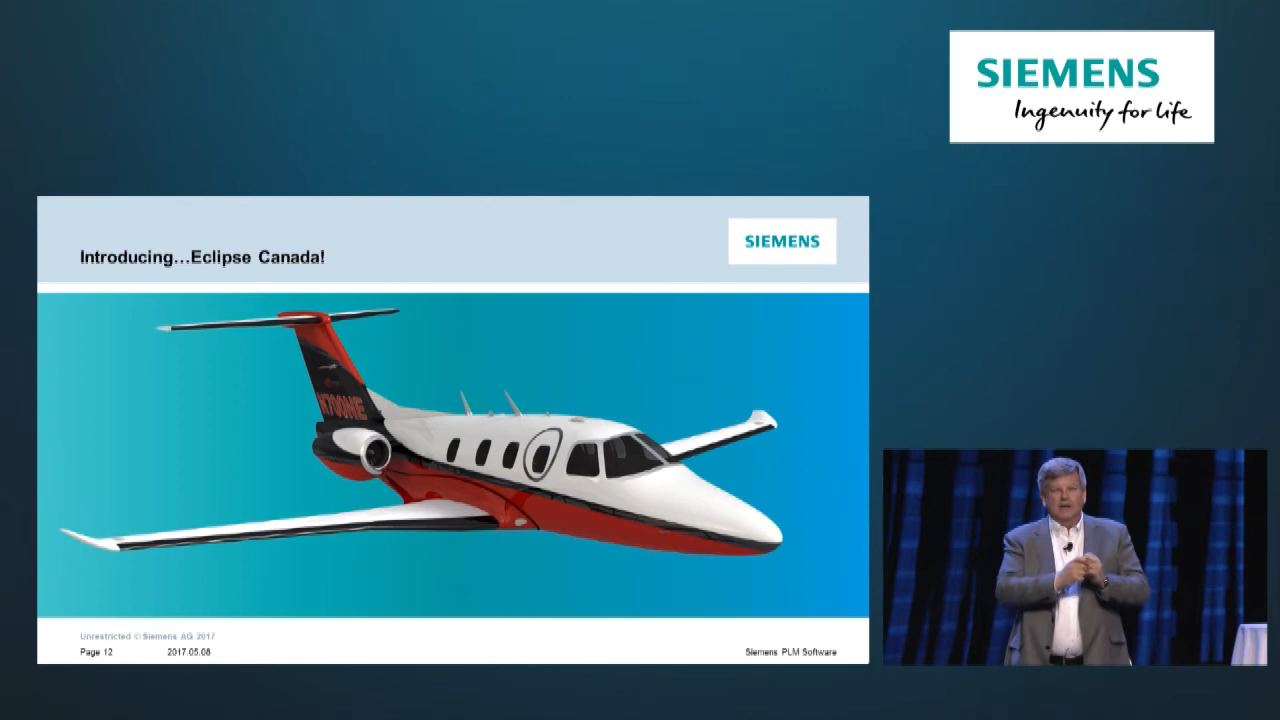 SIEMENS
Ingenuity for life
Introducing...Eclipse Canada!
SIEMENS
N700NE
Unrestricted © Siemens AG 2017
Page 12 2017.05.08 Siemens PLM Software